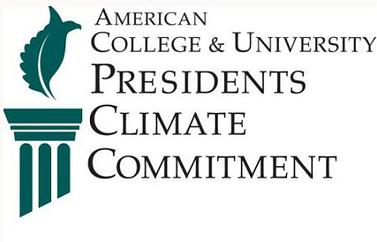 AMERICAN
COLLEGE & UNIVERSITY
PRESIDENTS
CLIMATE
COMMITMENT